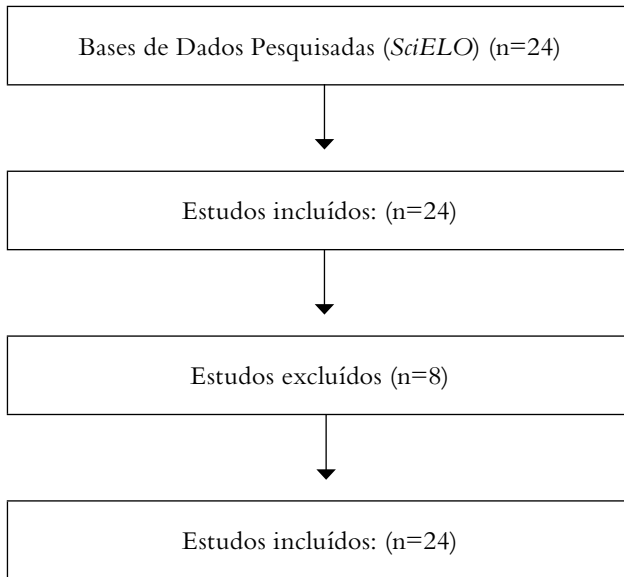 Bases de Dados Pesquisadas (SciELO) (n=24)
Estudos incluídos: (n=24)
Estudos excluídos (n=8)
Estudos incluídos: (n=24)